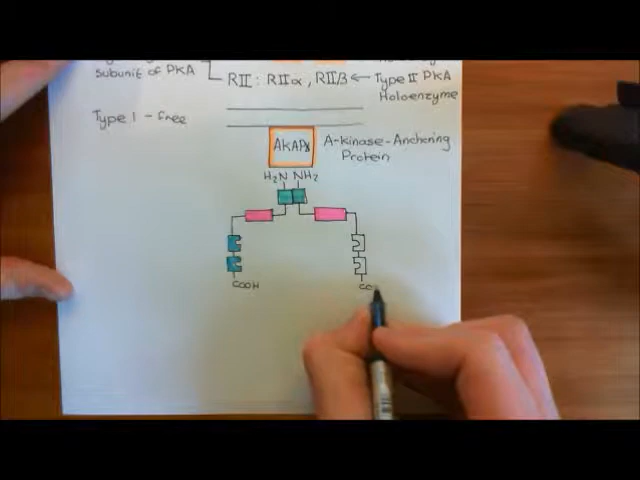 subunit of PKA
RII : RIIα, RIIβ ← Type II PKA
Holoenzyme
Type I - free
AKAPs
A-kinase-Anchoring
Protein
H₂N NH₂
COOH
CO